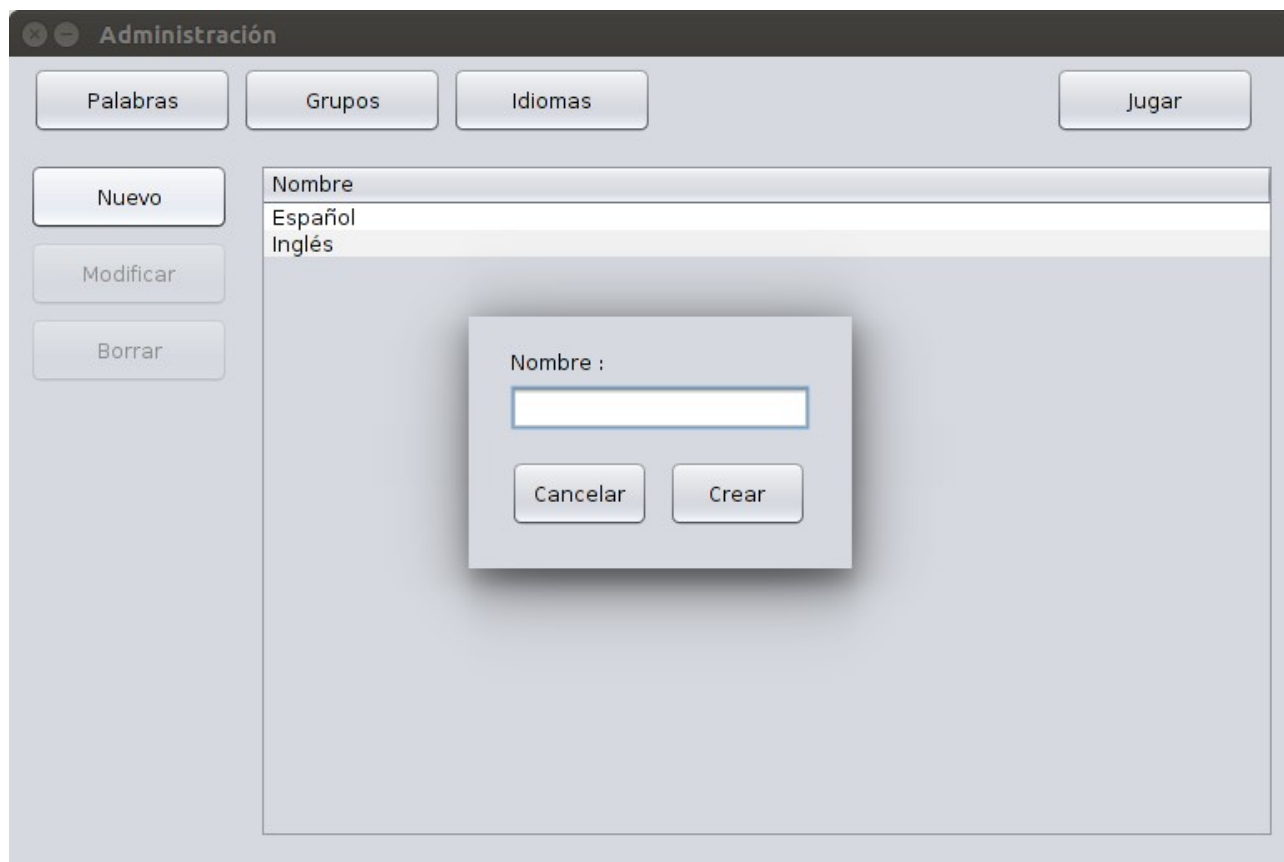 Administración
Palabras Grupos Idiomas Jugar
Nuevo
Modificar
Borrar
Nombre
Español
Inglés
Nombre :
Cancelar Crear